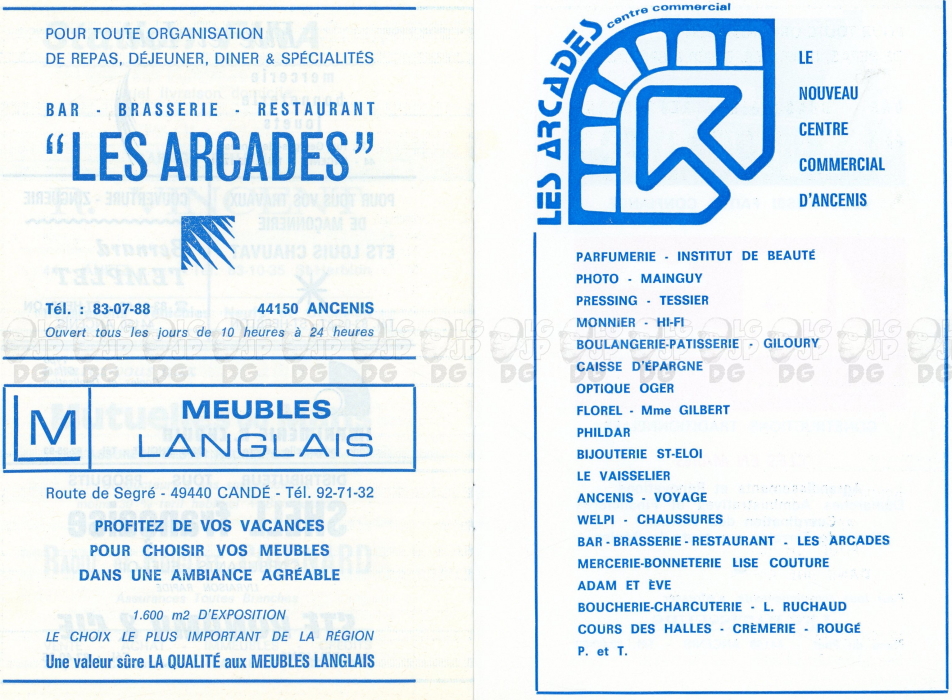 POUR TOUTE ORGANISATION
DE REPAS, DÉJEUNER, DINER & SPÉCIALITÉS
BAR - BRASSERIE - RESTAURANT
"LES ARCADES"
Tél. : 83-07-88 44150 ANCENIS
Ouvert tous les jours de 10 heures à 24 heures
LM
MEUBLES
LANGLAIS
Route de Segré - 49440 CANDÉ - Tél. 92-71-32
PROFITEZ DE VOS VACANCES
POUR CHOISIR VOS MEUBLES
DANS UNE AMBIANCE AGRÉABLE
1.600 m2 D'EXPOSITION
LE CHOIX LE PLUS IMPORTANT DE LA RÉGION
Une valeur sûre LA QUALITÉ aux MEUBLES LANGLAIS
LES ARCADES centre commercial
LE
NOUVEAU
CENTRE
COMMERCIAL
D'ANCENIS
PARFUMERIE - INSTITUT DE BEAUTÉ
PHOTO - MAINGUY
PRESSING - TESSIER
MONNIER - HI-FI
BOULANGERIE-PATISSERIE - GILOURY
CAISSE D'ÉPARGNE
OPTIQUE OGER
FLOREL - Mme GILBERT
PHILDAR
BIJOUTERIE ST-ELOI
LE VAISSELIER
ANCENIS - VOYAGE
WELPI - CHAUSSURES
BAR-BRASSERIE-RESTAURANT - LES ARCADES
MERCERIE-BONNETERIE LISE COUTURE
ADAM ET ÈVE
BOUCHERIE-CHARCUTERIE - L. RUCHAUD
COURS DES HALLES - CRÈMERIE - ROUGÉ
P. et T.